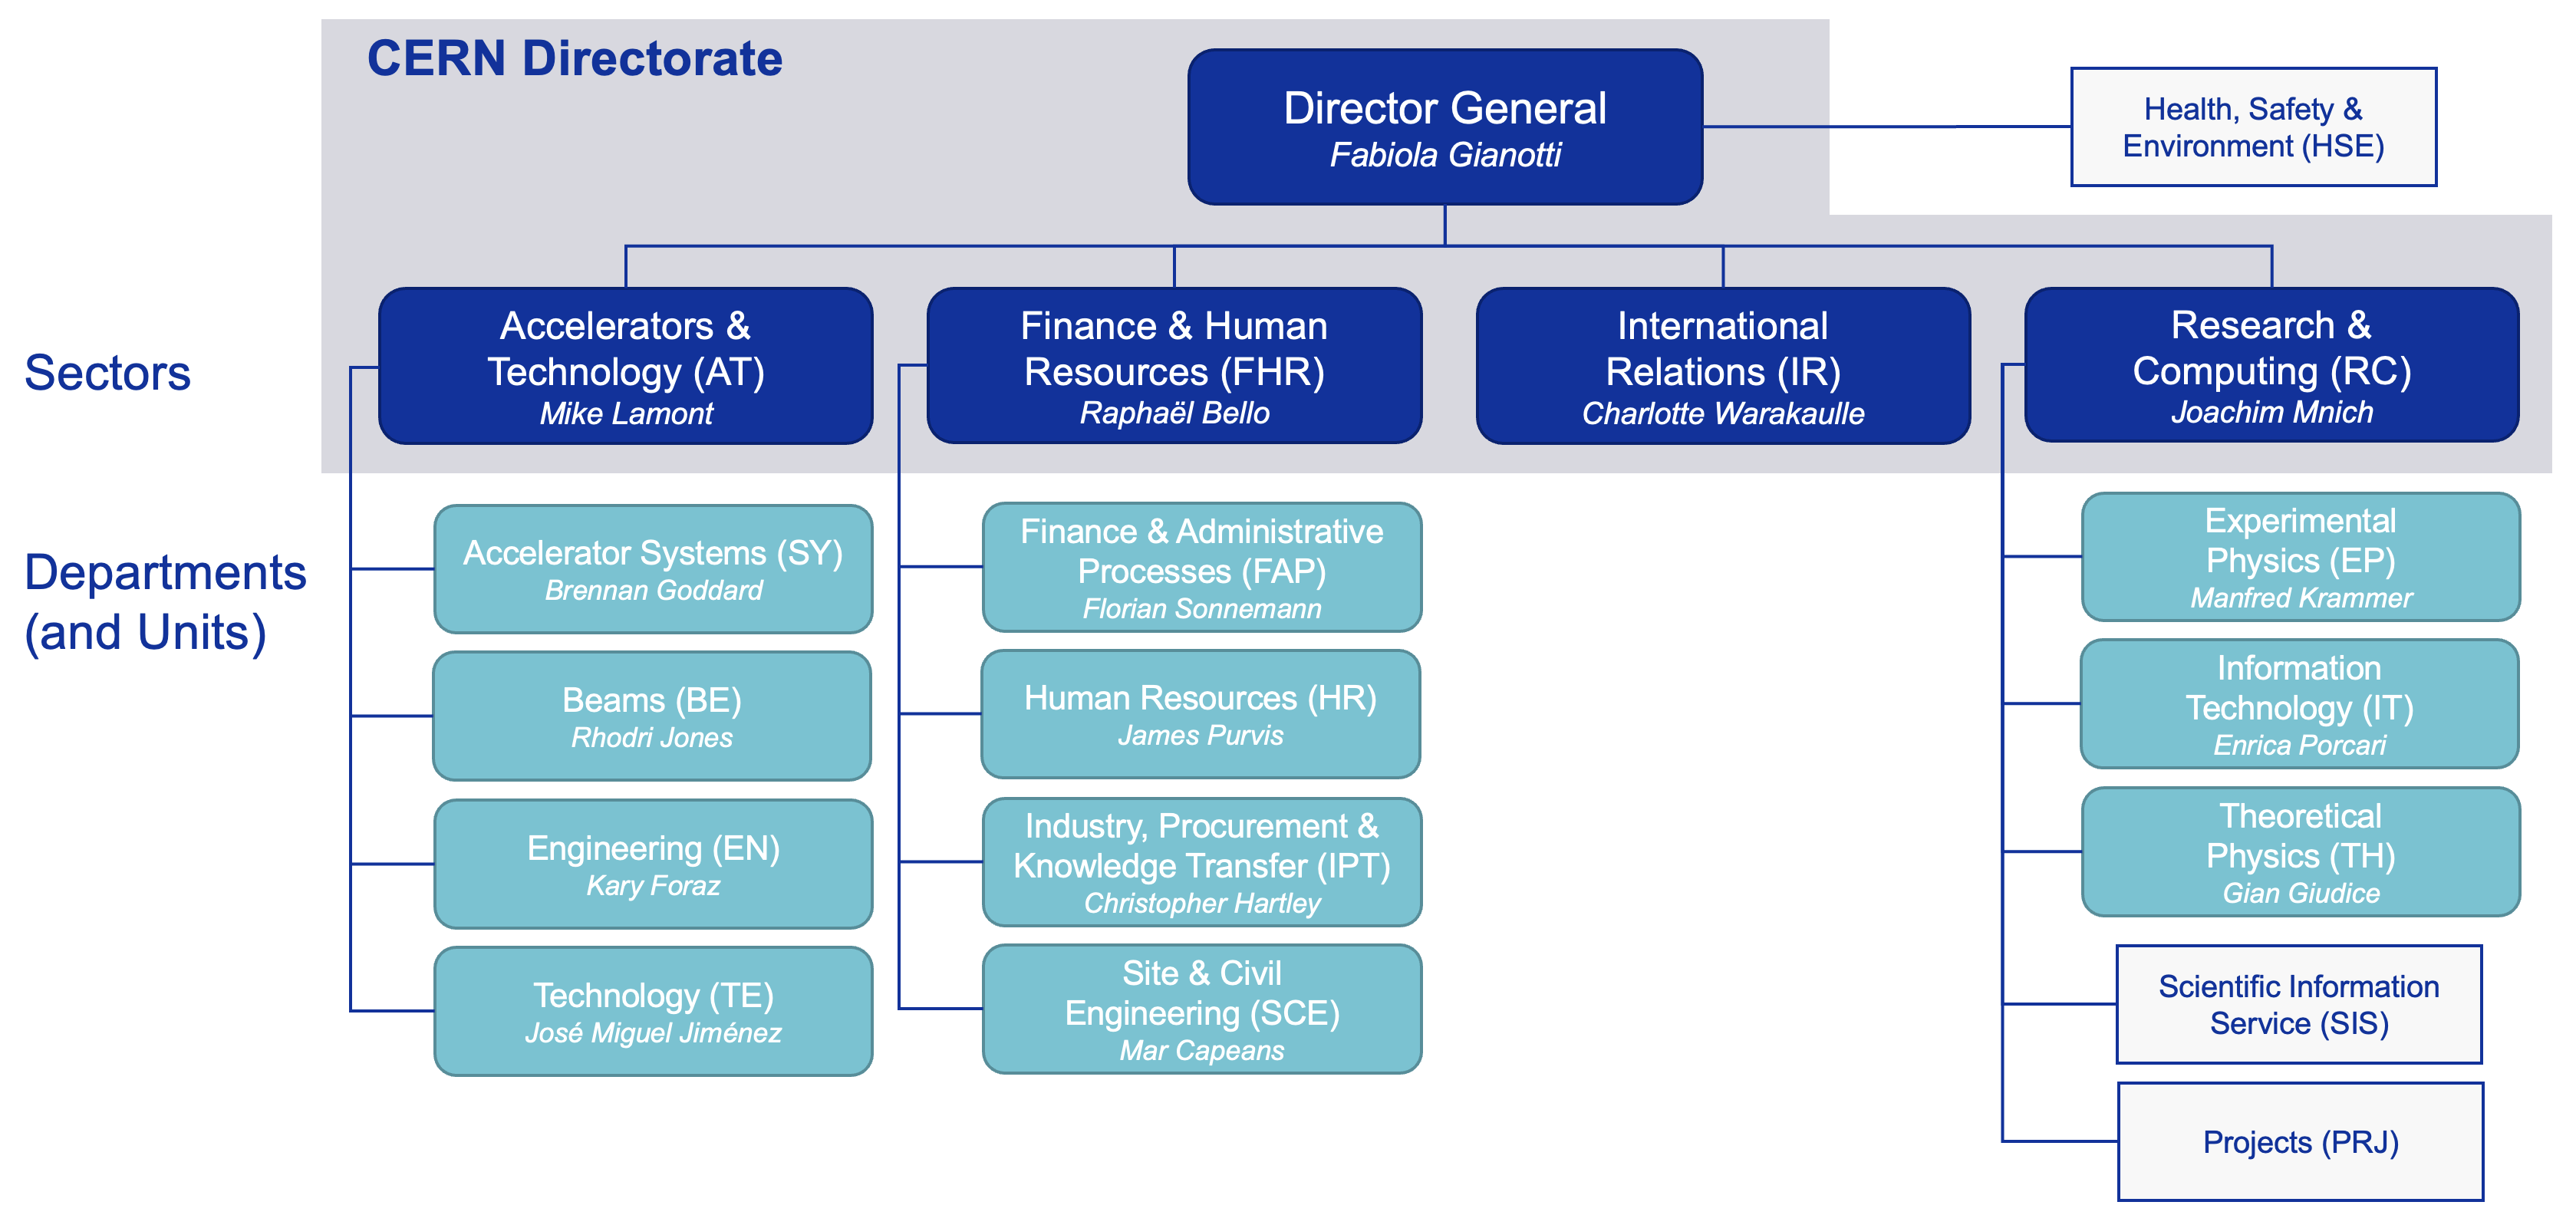 CERN Directorate
Director General
Fabiola Gianotti
Health, Safety &
Environment (HSE)
Sectors
Accelerators &
Technology (AT)
Mike Lamont
Finance & Human
Resources (FHR)
Raphaël Bello
International
Relations (IR)
Charlotte Warakaulle
Research &
Computing (RC)
Joachim Mnich
Departments
(and Units)
Accelerator Systems (SY)
Brennan Goddard
Beams (BE)
Rhodri Jones
Engineering (EN)
Kary Foraz
Technology (TE)
José Miguel Jiménez
Finance & Administrative
Processes (FAP)
Florian Sonnemann
Human Resources (HR)
James Purvis
Industry, Procurement &
Knowledge Transfer (IPT)
Christopher Hartley
Site & Civil
Engineering (SCE)
Mar Capeans
Experimental
Physics (EP)
Manfred Krammer
Information
Technology (IT)
Enrica Porcari
Theoretical
Physics (TH)
Gian Giudice
Scientific Information
Service (SIS)
Projects (PRJ)